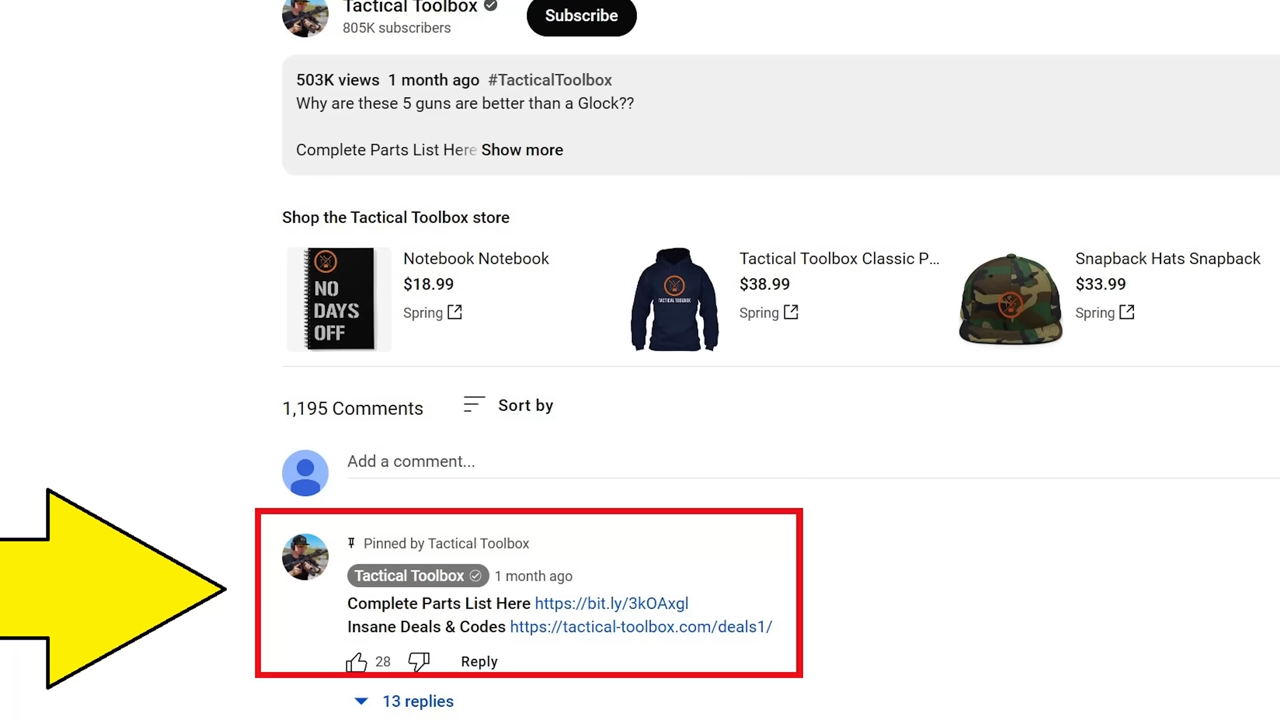 Tactical Toolbox
805K subscribers
Subscribe
503K views 1 month ago #TacticalToolbox
Why are these 5 guns are better than a Glock??
Complete Parts List Here Show more
Shop the Tactical Toolbox store
NO
DAYS
OFF
Notebook Notebook
$18.99
Spring
TACTICAL TOOLBOX
Tactical Toolbox Classic P...
$38.99
Spring
Snapback Hats Snapback
$33.99
Spring
1,195 Comments
Sort by
Add a comment...
Pinned by Tactical Toolbox
Tactical Toolbox 1 month ago
Complete Parts List Here https://bit.ly/3kOAxgl
Insane Deals & Codes https://tactical-toolbox.com/deals1/
28
Reply
13 replies